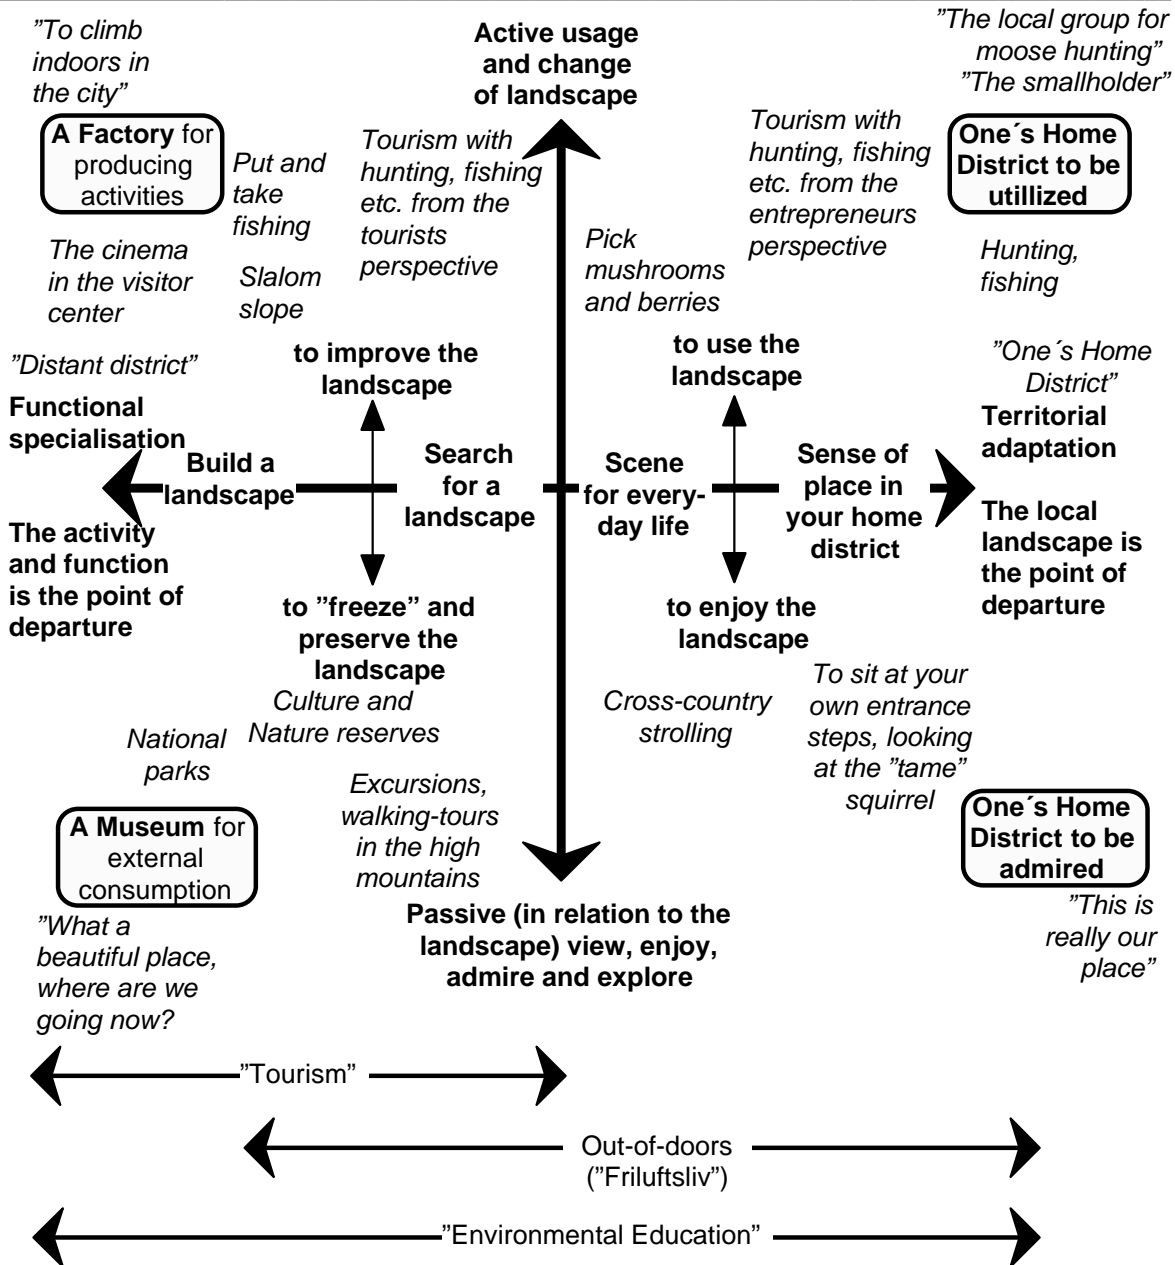 ”To climb
indoors in
the city”
Active usage
and change
of landscape
”The local group for
moose hunting”
”The smallholder”
A Factory for
producing
activities
Put and
take
fishing
Tourism with
hunting, fishing
etc. from the
tourists
perspective
Tourism with
hunting, fishing
etc. from the
entrepreneurs
perspective
One´s Home
District to be
utillized
The cinema
in the visitor
center
Slalom
slope
Pick
mushrooms
and berries
Hunting,
fishing
”Distant district”
to improve the
landscape
to use the
landscape
”One´s Home
District”
Functional
specialisation
Build a
landscape
Search
for a
landscape
Scene
for every-
day life
Sense of
place in
your home
district
Territorial
adaptation
The activity
and function
is the point of
departure
The local
landscape is
the point of
departure
to ”freeze” and
preserve the
landscape
to enjoy the
landscape
Culture and
Nature reserves
National
parks
Cross-country
strolling
To sit at your
own entrance
steps, looking
at the ”tame”
squirrel
Excursions,
walking-tours
in the high
mountains
A Museum for
external
consumption
One´s Home
District to be
admired
”What a
beautiful place,
where are we
going now?
Passive (in relation to the
landscape) view, enjoy,
admire and explore
”This is
really our
place”
”Tourism”
Out-of-doors
(”Friluftsliv”)
”Environmental Education”